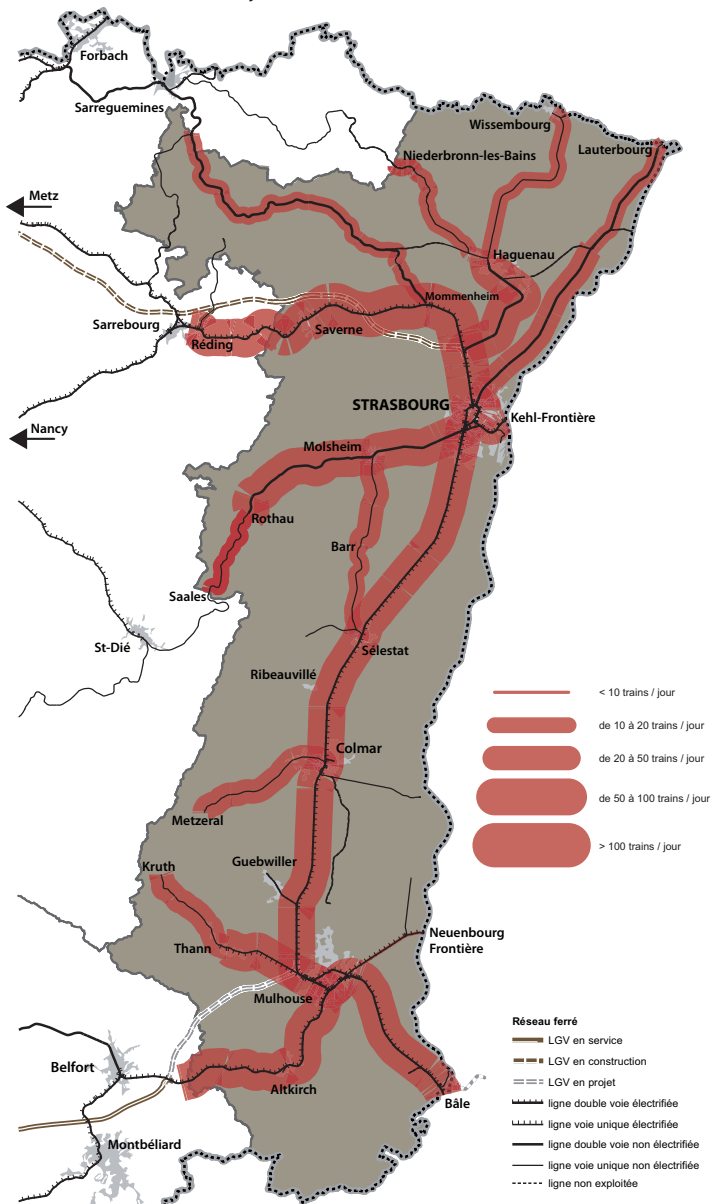 Forbach
Sarreguemines
Wissembourg
Niederbronn-les-Bains
Lauterbourg
Metz
Haguenau
Mommenheim
Sarrebourg
Saverne
Réding
STRASBOURG
Kehl-Frontière
Nancy
Molsheim
Rothau
Barr
Saales
St-Dié
Sélestat
Ribeauvillé
< 10 trains / jour
de 10 à 20 trains / jour
Colmar
de 20 à 50 trains / jour
de 50 à 100 trains / jour
Metzeral
> 100 trains / jour
Kruth
Guebwiller
Neuenbourg
Frontière
Thann
Mulhouse
Réseau ferré
LGV en service
Belfort
LGV en construction
Altkirch
LGV en projet
Bâle
ligne double voie électrifiée
ligne voie unique électrifiée
Montbéliard
ligne double voie non électrifiée
ligne voie unique non électrifiée
ligne non exploitée